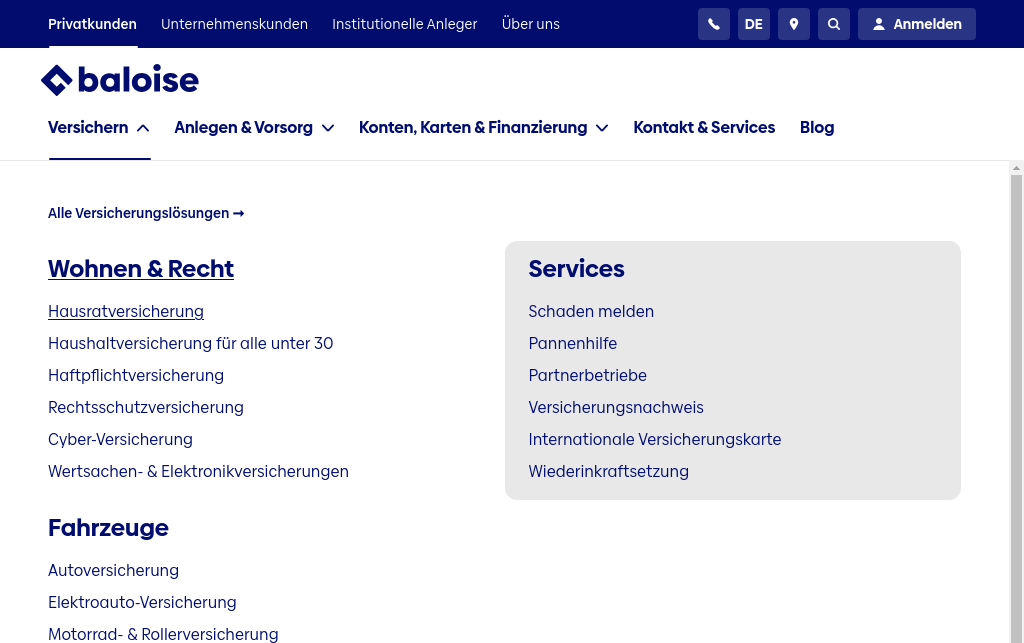 Privatkunden Unternehmenskunden Institutionelle Anleger Über uns DE Anmelden
baloise
Versichern Anlegen & Vorsorg Konten, Karten & Finanzierung Kontakt & Services Blog
Alle Versicherungslösungen →
Wohnen & Recht
Hausratversicherung
Haushaltversicherung für alle unter 30
Haftpflichtversicherung
Rechtsschutzversicherung
Cyber-Versicherung
Wertsachen- & Elektronikversicherungen
Fahrzeuge
Autoversicherung
Elektroauto-Versicherung
Motorrad- & Rollerversicherung
Services
Schaden melden
Pannenhilfe
Partnerbetriebe
Versicherungsnachweis
Internationale Versicherungskarte
Wiederinkraftsetzung